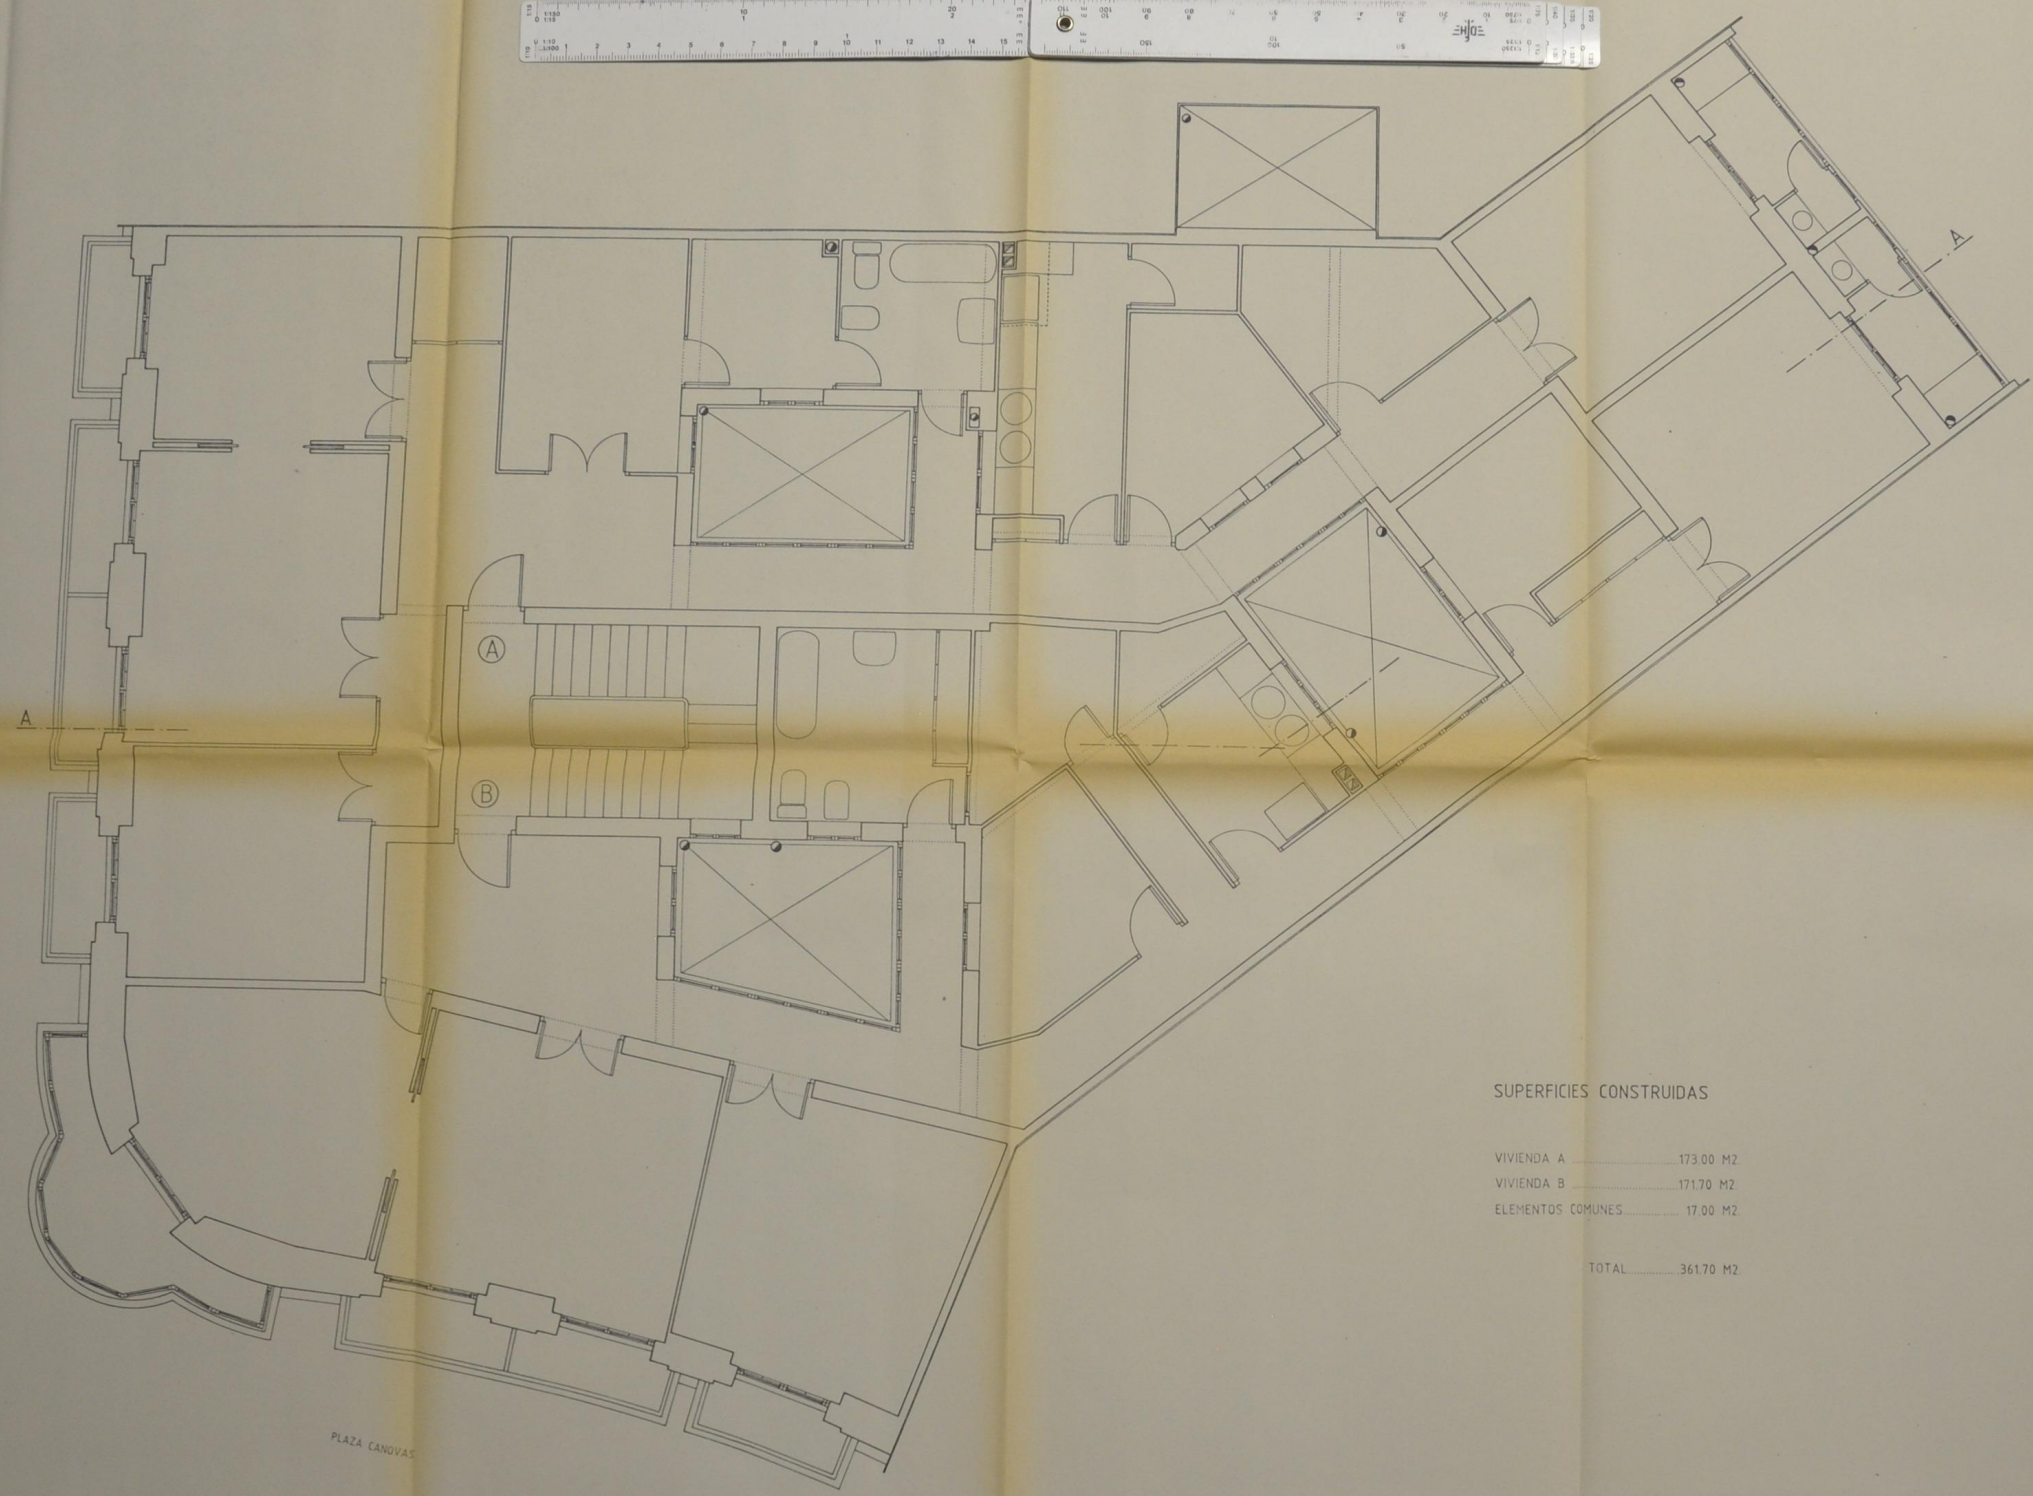 A
A
A
B
SUPERFICIES CONSTRUIDAS
VIVIENDA A ........ 173.00 M2.
VIVIENDA B ........ 171.70 M2.
ELEMENTOS COMUNES ........ 17.00 M2.
TOTAL ........ 361.70 M2.
PLAZA CANOVAS